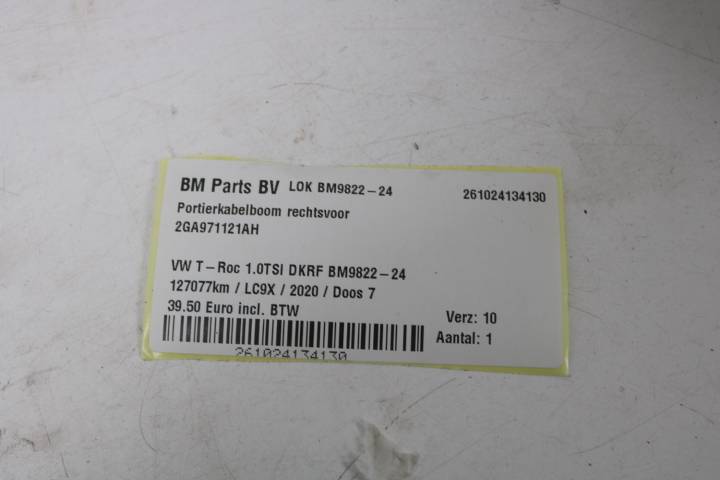 BM Parts BV LOK BM9822-24 261024134130
Portierkabelboom rechtsvoor
2GA971121AH
VW T-Roc 1.0TSI DKRF BM9822-24
127077km / LC9X / 2020 / Doos 7
39.50 Euro incl. BTW Verz: 10
Aantal: 1
261024134130